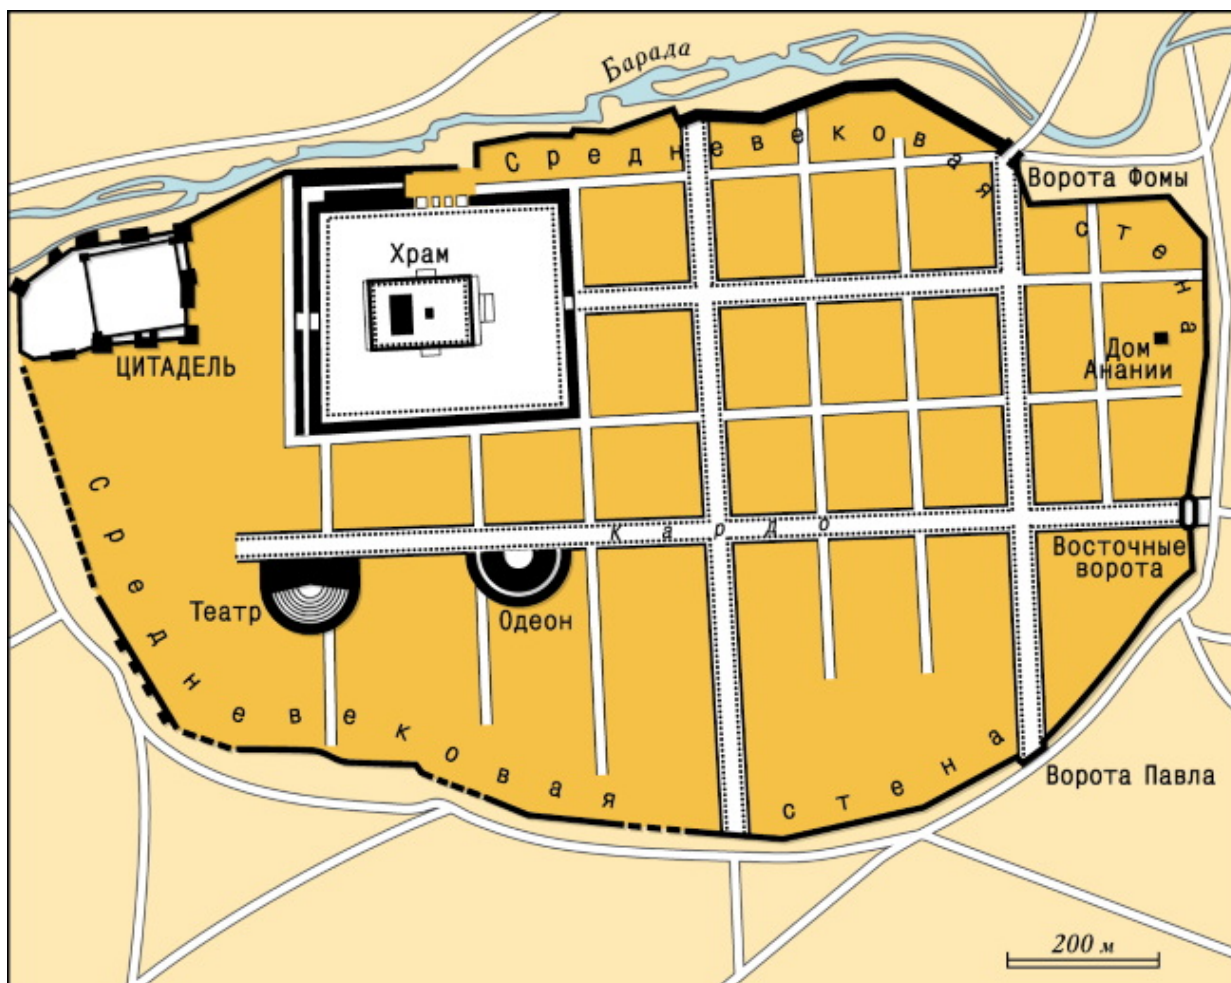 Барада
Средневековая
стена
Ворота Фомы
Храм
ЦИТАДЕЛЬ
Дом
Анании
Кардо
Восточные
ворота
Театр
Одеон
Средневековая
стена
Ворота Павла
200 м